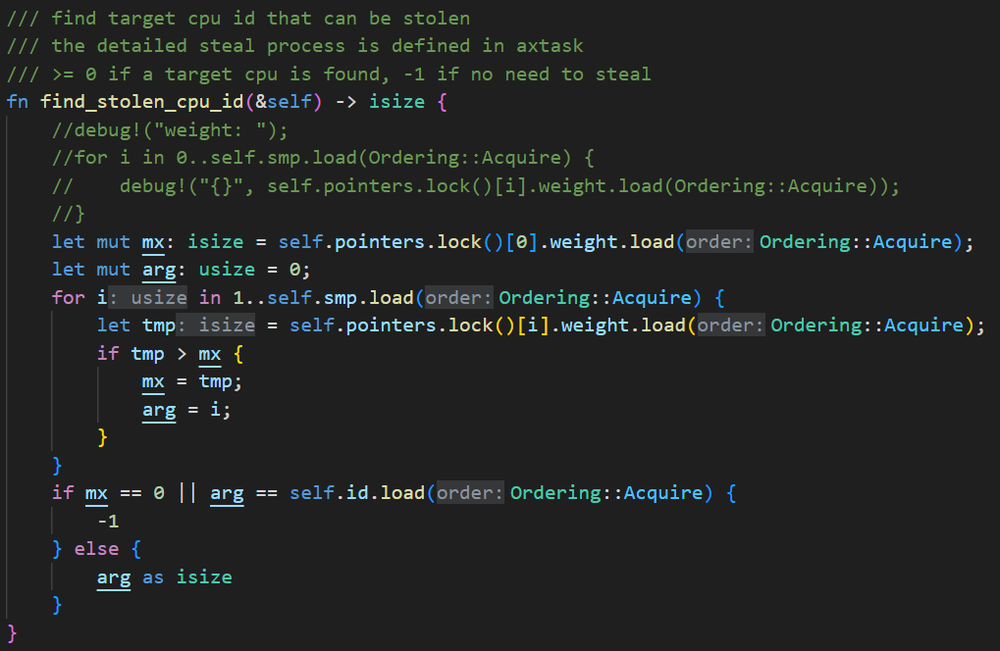 /// find target cpu id that can be stolen
/// the detailed steal process is defined in axtask
/// >= 0 if a target cpu is found, -1 if no need to steal
fn find_stolen_cpu_id(&self) -> isize {
    //debug!("weight: ");
    //for i in 0..self.smp.load(Ordering::Acquire) {
    //    debug!("{}", self.pointers.lock()[i].weight.load(Ordering::Acquire));
    //}
    let mut mx: isize = self.pointers.lock()[0].weight.load(order: Ordering::Acquire);
    let mut arg: usize = 0;
    for i: usize in 1..self.smp.load(order: Ordering::Acquire) {
        let tmp: isize = self.pointers.lock()[i].weight.load(order: Ordering::Acquire);
        if tmp > mx {
            mx = tmp;
            arg = i;
        }
    }
    if mx == 0 || arg == self.id.load(order: Ordering::Acquire) {
        -1
    } else {
        arg as isize
    }
}